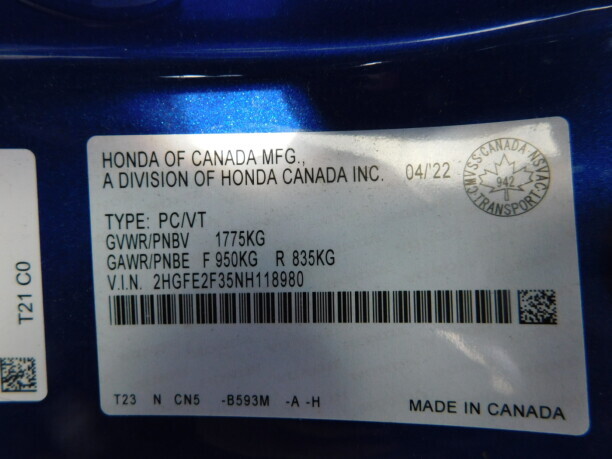 HONDA OF CANADA MFG.,
A DIVISION OF HONDA CANADA INC. 04/'22
CMVSS CANADA NSVAC
942
0
TRANSPORT
TYPE: PC/VT
GVWR/PNBV 1775KG
GAWR/PNBE F 950KG R 835KG
V.I.N. 2HGFE2F35NH118980
T23 N CN5 -B593M -A -H
MADE IN CANADA
T21 C0